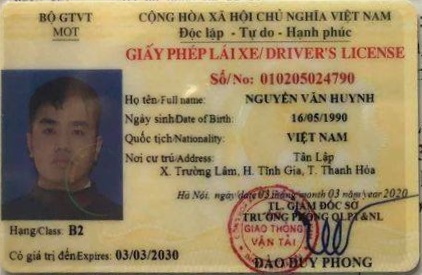 BỘ GTVT
MOT
CỘNG HÒA XÃ HỘI CHỦ NGHĨA VIỆT NAM
Độc lập - Tự do - Hạnh phúc
GIẤY PHÉP LÁI XE/ DRIVER'S LICENSE
Số/No: 010205024790
Họ tên/Full name: NGUYỄN VĂN HUYNH
Ngày sinh/Date of Birth: 16/05/1990
Quốc tịch/Nationality: VIỆT NAM
Nơi cư trú/Address: Tân Lập
X. Trường Lâm, H. Tĩnh Gia, T. Thanh Hóa
Hà Nội, ngày/date 03 tháng/month 03 năm/year 2020
TL. GIÁM ĐỐC SỞ
TRƯỞNG PHÒNG QLPT&NL
GIAO THÔNG
VẬN TẢI
Hạng/Class: B2
Có giá trị đến/Expires: 03/03/2030
ĐÀO DUY PHONG